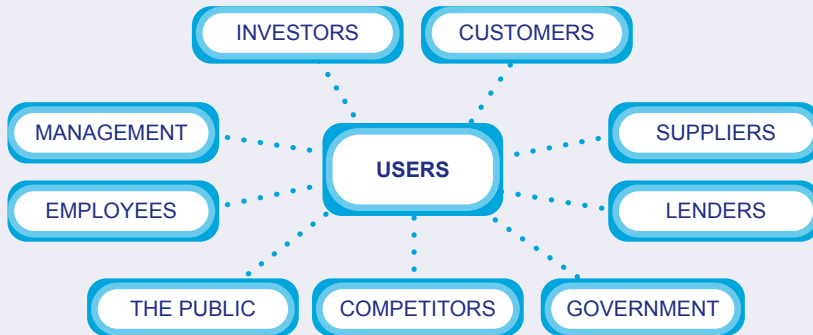 INVESTORS
CUSTOMERS
MANAGEMENT
SUPPLIERS
USERS
EMPLOYEES
LENDERS
THE PUBLIC
COMPETITORS
GOVERNMENT